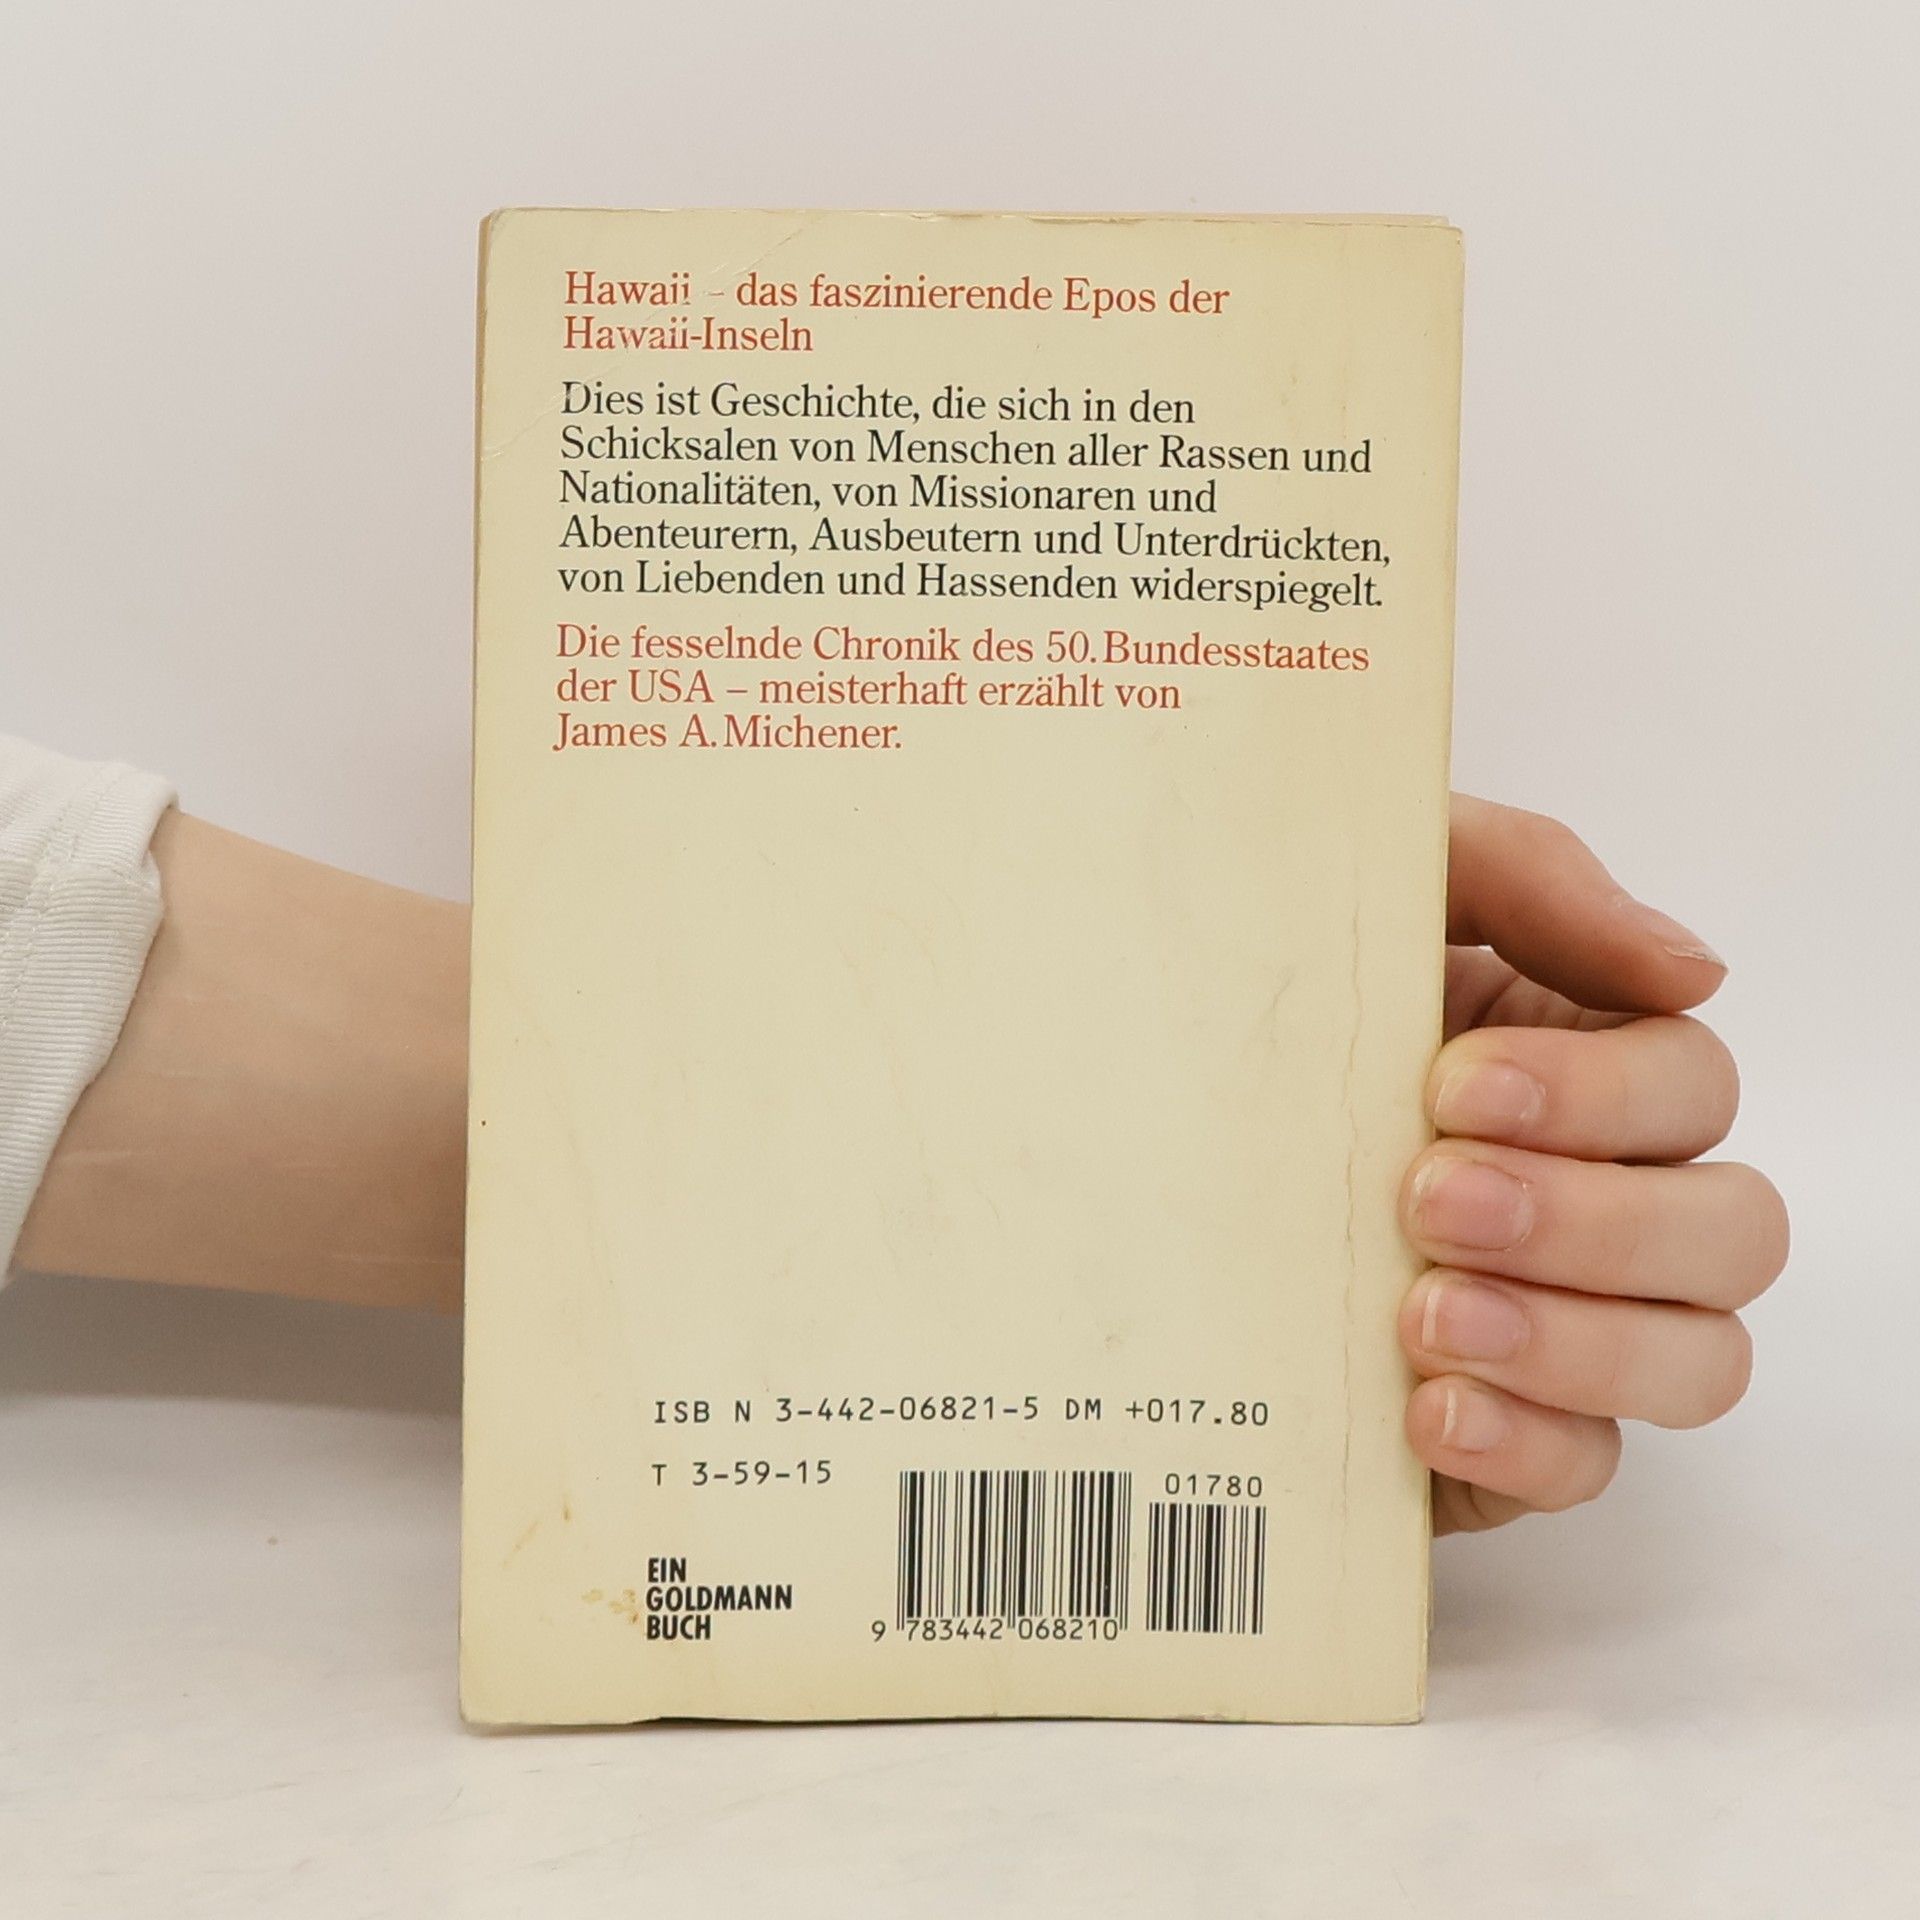 Hawaii – das faszinierende Epos der
Hawaii-Inseln
Dies ist Geschichte, die sich in den
Schicksalen von Menschen aller Rassen und
Nationalitäten, von Missionaren und
Abenteurern, Ausbeutern und Unterdrückten,
von Liebenden und Hassenden widerspiegelt.
Die fesselnde Chronik des 50. Bundesstaates
der USA – meisterhaft erzählt von
James A. Michener.
ISB N 3-442-06821-5 DM +017.80
T 3-59-15
01780
EIN
GOLDMANN
BUCH
9 783442 068210